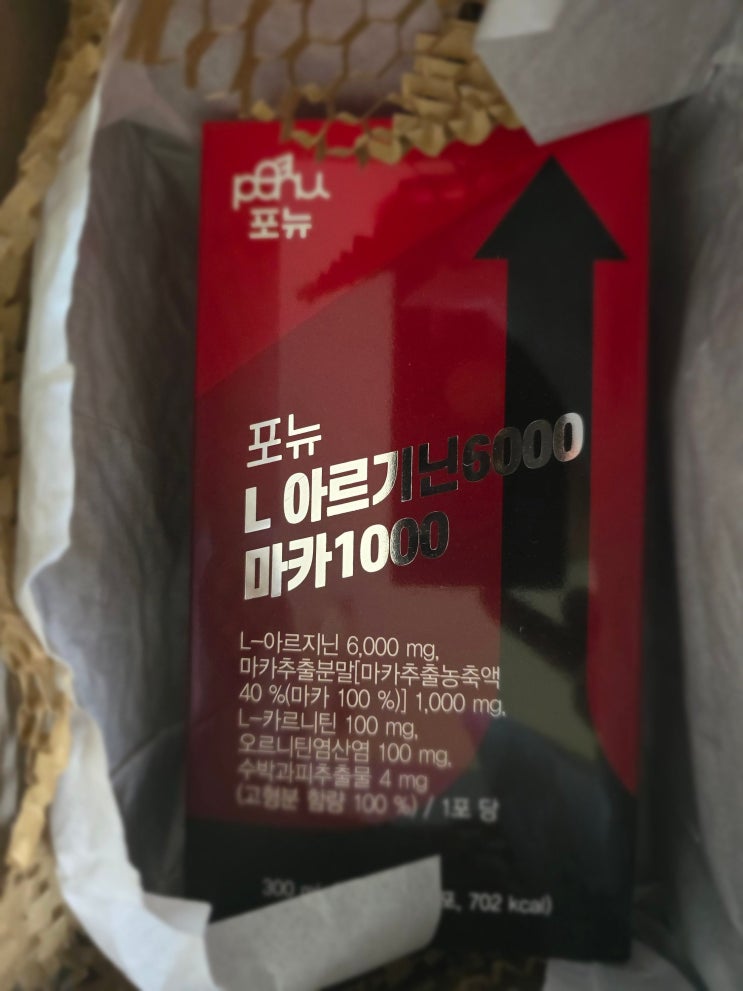 포뉴
포뉴
L 아르기닌6000
마카1000
L-아르지닌 6,000 mg,
마카추출분말[마카추출농축액
40 %(마카 100 %)] 1,000 mg,
L-카르니틴 100 mg,
오르니틴염산염 100 mg,
수박과피추출물 4 mg
(고형분 함량 100 %) / 1포 당
300 포, 702 kcal)